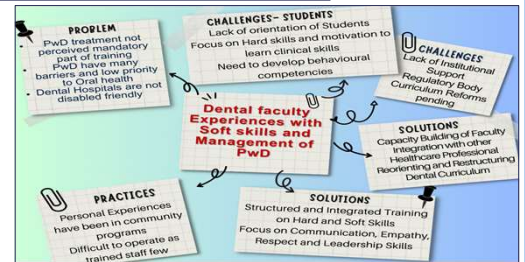 PROBLEM
• PwD treatment not
perceived mandatory
part of training
• PwD have many
barriers and low priority
to Oral health
• Dental Hospitals are not
disabled friendly
CHALLENGES- STUDENTS
Lack of orientation of Students
Focus on Hard skills and motivation to
learn clinical skills
Need to develop behavioural
competencies
CHALLENGES
Lack of Institutional
Support
Regulatory Body
Curriculum Reforms
pending
Dental faculty
Experiences with
Soft skills and
Management of
PwD
SOLUTIONS
Capacity Building of Faculty
Integration with other
Healthcare Professional
Reorienting and Restructuring
Dental Curriculum
PRACTICES
Personal Experiences
have been in community
programs
Difficult to operate as
trained staff few
SOLUTIONS
Structured and Integrated Training
on Hard and Soft Skills
Focus on Communication, Empathy,
Respect and Leadership Skills